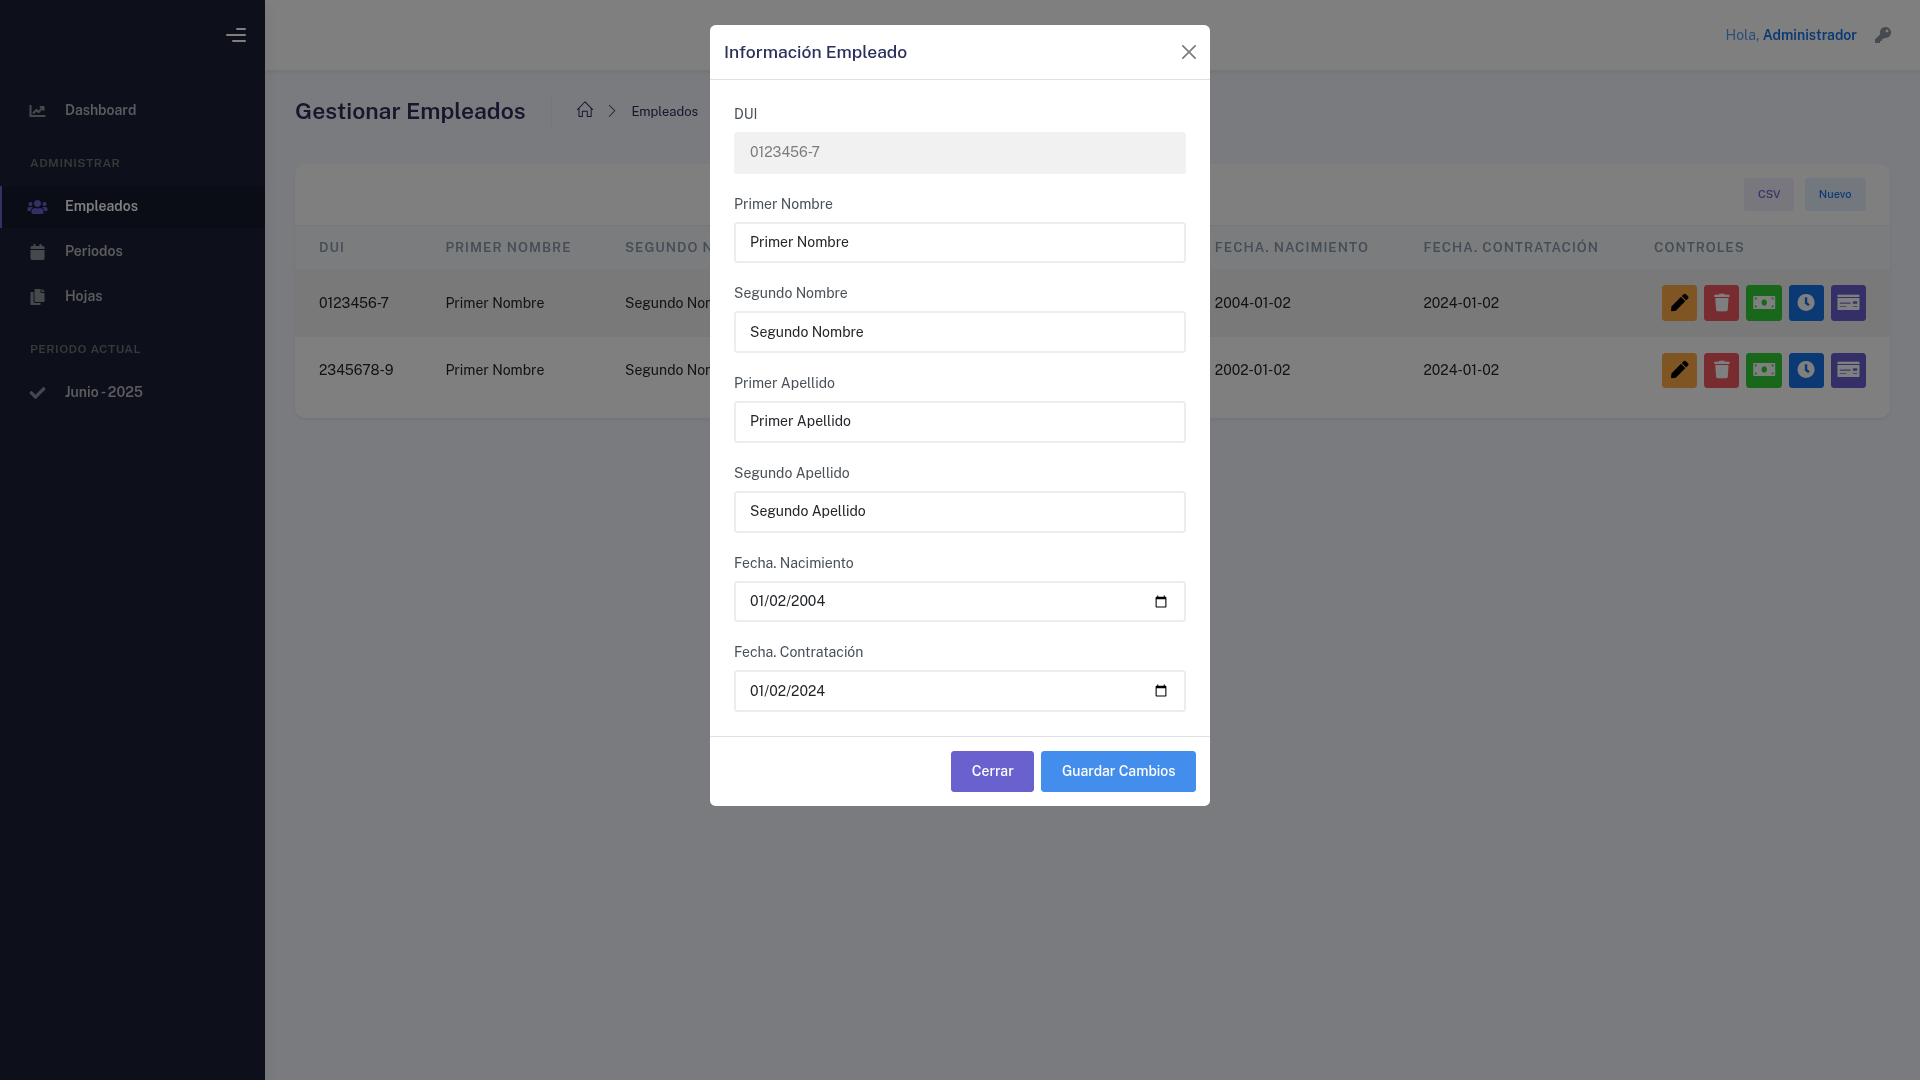 Hola, Administrador
Dashboard
ADMINISTRAR
Empleados
Periodos
Hojas
PERIODO ACTUAL
Junio - 2025
Gestionar Empleados
Empleados
CSV
Nuevo
DUI PRIMER NOMBRE SEGUNDO N FECHA. NACIMIENTO FECHA. CONTRATACIÓN CONTROLES
0123456-7 Primer Nombre Segundo Nor 2004-01-02 2024-01-02
2345678-9 Primer Nombre Segundo Nor 2002-01-02 2024-01-02
Información Empleado
DUI
0123456-7
Primer Nombre
Primer Nombre
Segundo Nombre
Segundo Nombre
Primer Apellido
Primer Apellido
Segundo Apellido
Segundo Apellido
Fecha. Nacimiento
01/02/2004
Fecha. Contratación
01/02/2024
Cerrar
Guardar Cambios